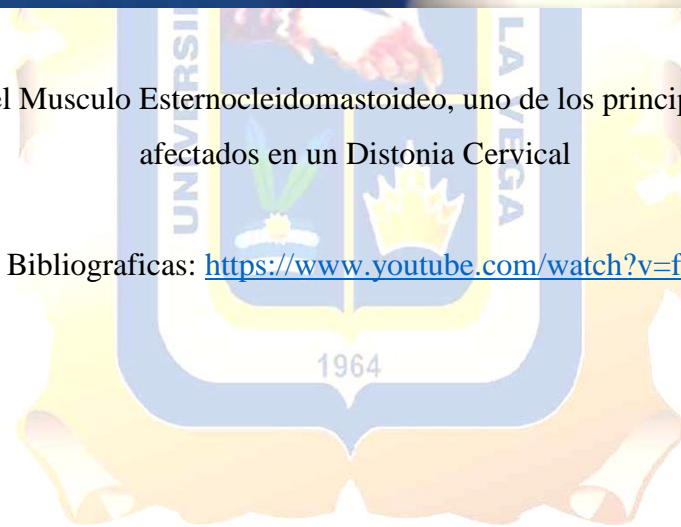 el Musculo Esternocleidomastoideo, uno de los princip
afectados en un Distonia Cervical
Bibliograficas: https://www.youtube.com/watch?v=f
UNIVERSI
LA VEGA
1964